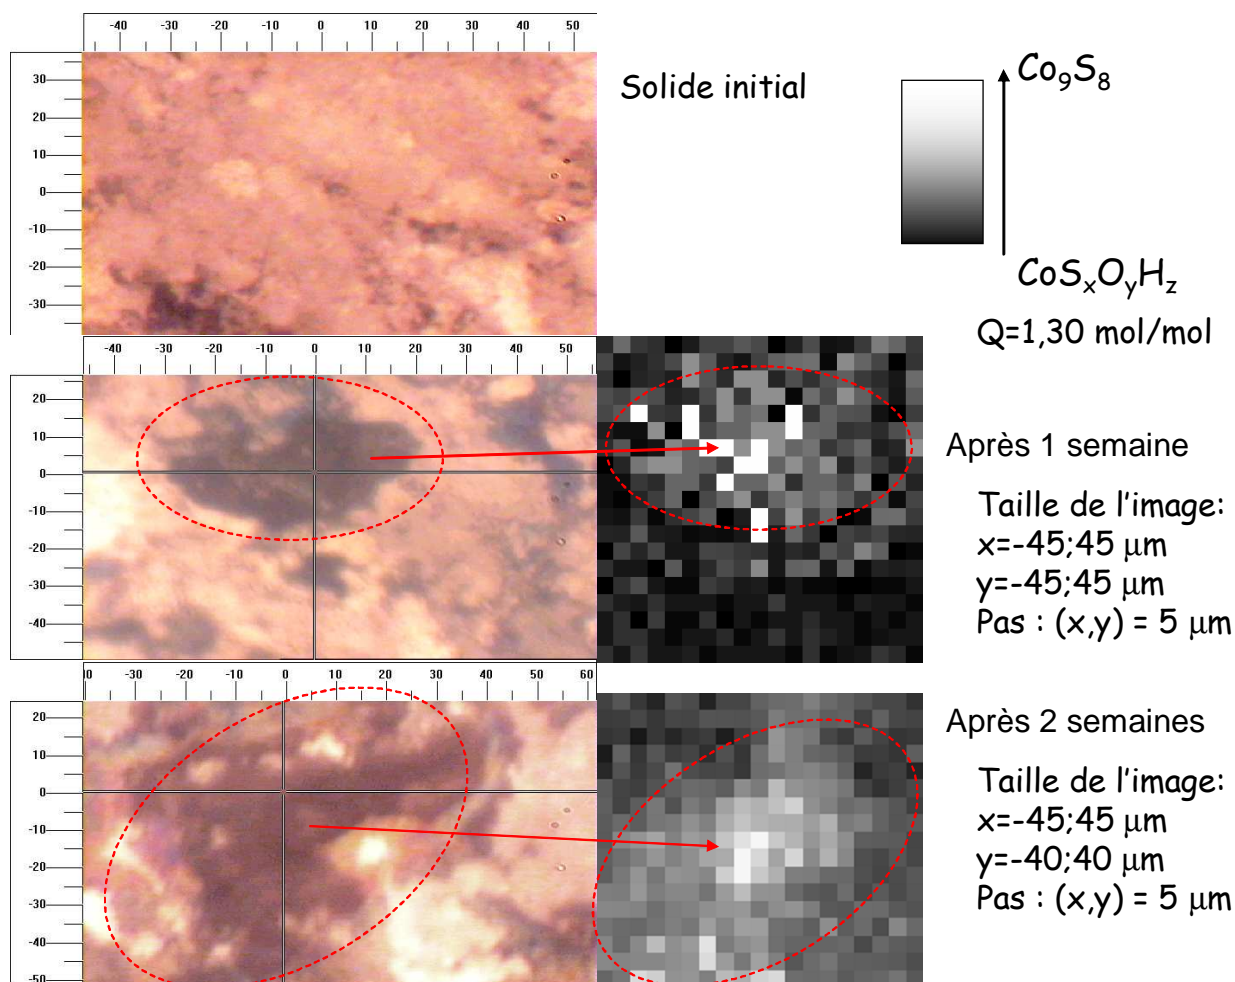 -40 -30 -20 -10 0 10 20 30 40 50
30
20
10
0
-10
-20
-30
Solide initial
Co₉S₈
CoSₓOᵧH_z
Q=1,30 mol/mol
-40 -30 -20 -10 0 10 20 30 40 50
20
10
0
-10
-20
-30
-40
Après 1 semaine
Taille de l'image:
x=-45;45 μm
y=-45;45 μm
Pas : (x,y) = 5 μm
30 -30 -20 -10 0 10 20 30 40 50 60
20
10
0
-10
-20
-30
-40
-50
Après 2 semaines
Taille de l'image:
x=-45;45 μm
y=-40;40 μm
Pas : (x,y) = 5 μm